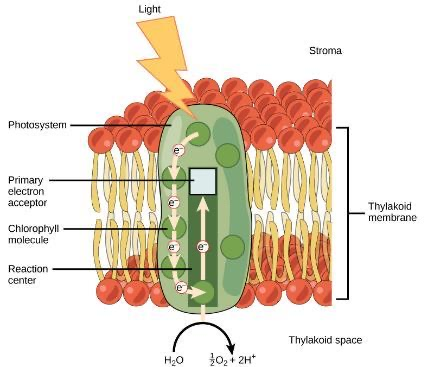 Light
Stroma
Photosystem
e⁻
Primary
electron
acceptor
Thylakoid
membrane
e⁻
Chlorophyll
molecule
e⁻
e⁻
Reaction
center
e⁻
Thylakoid space
H₂O
½O₂ + 2H⁺